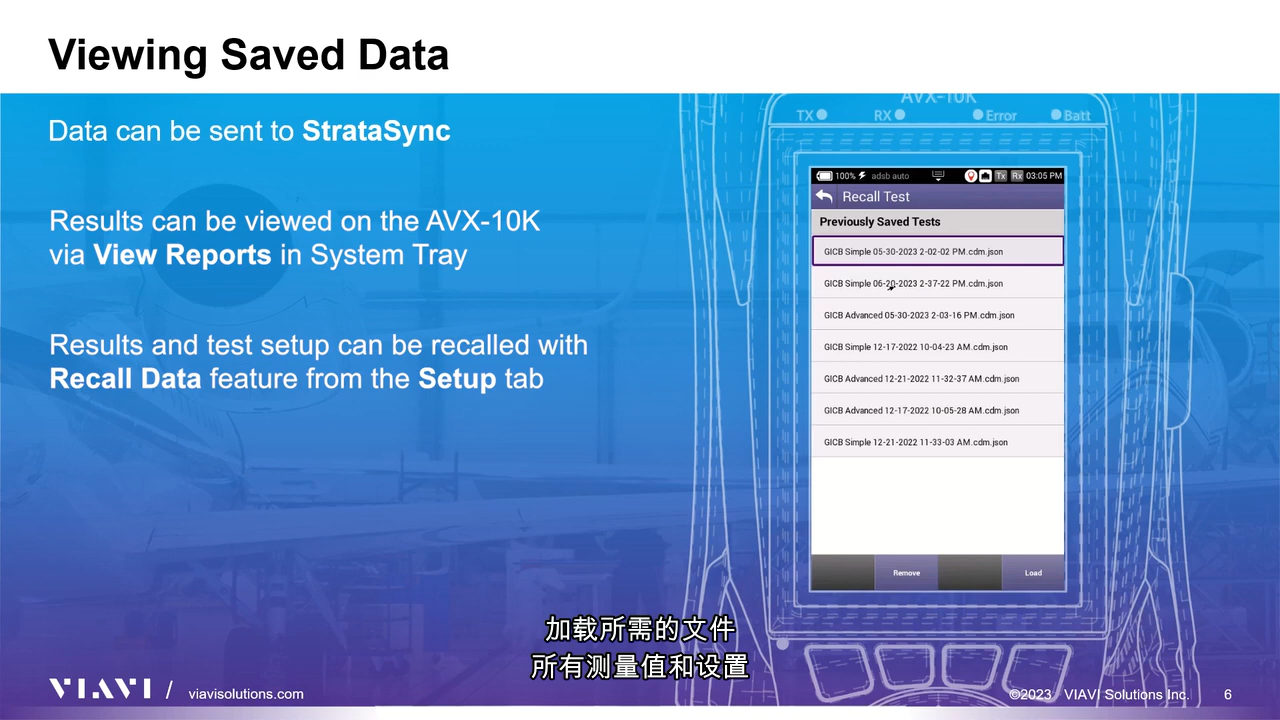 Viewing Saved Data
Data can be sent to StrataSync
Results can be viewed on the AVX-10K
via View Reports in System Tray
Results and test setup can be recalled with
Recall Data feature from the Setup tab
AVX-10K
TX RX Error Batt
100% adsb auto Tx Rx 03:05 PM
Recall Test
Previously Saved Tests
GICB Simple 05-30-2023 2-02-02 PM.cdm.json
GICB Simple 06-20-2023 2-37-22 PM.cdm.json
GICB Advanced 05-30-2023 2-03-16 PM.cdm.json
GICB Simple 12-17-2022 10-04-23 AM.cdm.json
GICB Advanced 12-21-2022 11-32-37 AM.cdm.json
GICB Advanced 12-17-2022 10-05-28 AM.cdm.json
GICB Simple 12-21-2022 11-33-03 AM.cdm.json
Remove Load
加载所需的文件
所有测量值和设置
VIAVI / viavisolutions.com
©2023 VIAVI Solutions Inc. 6